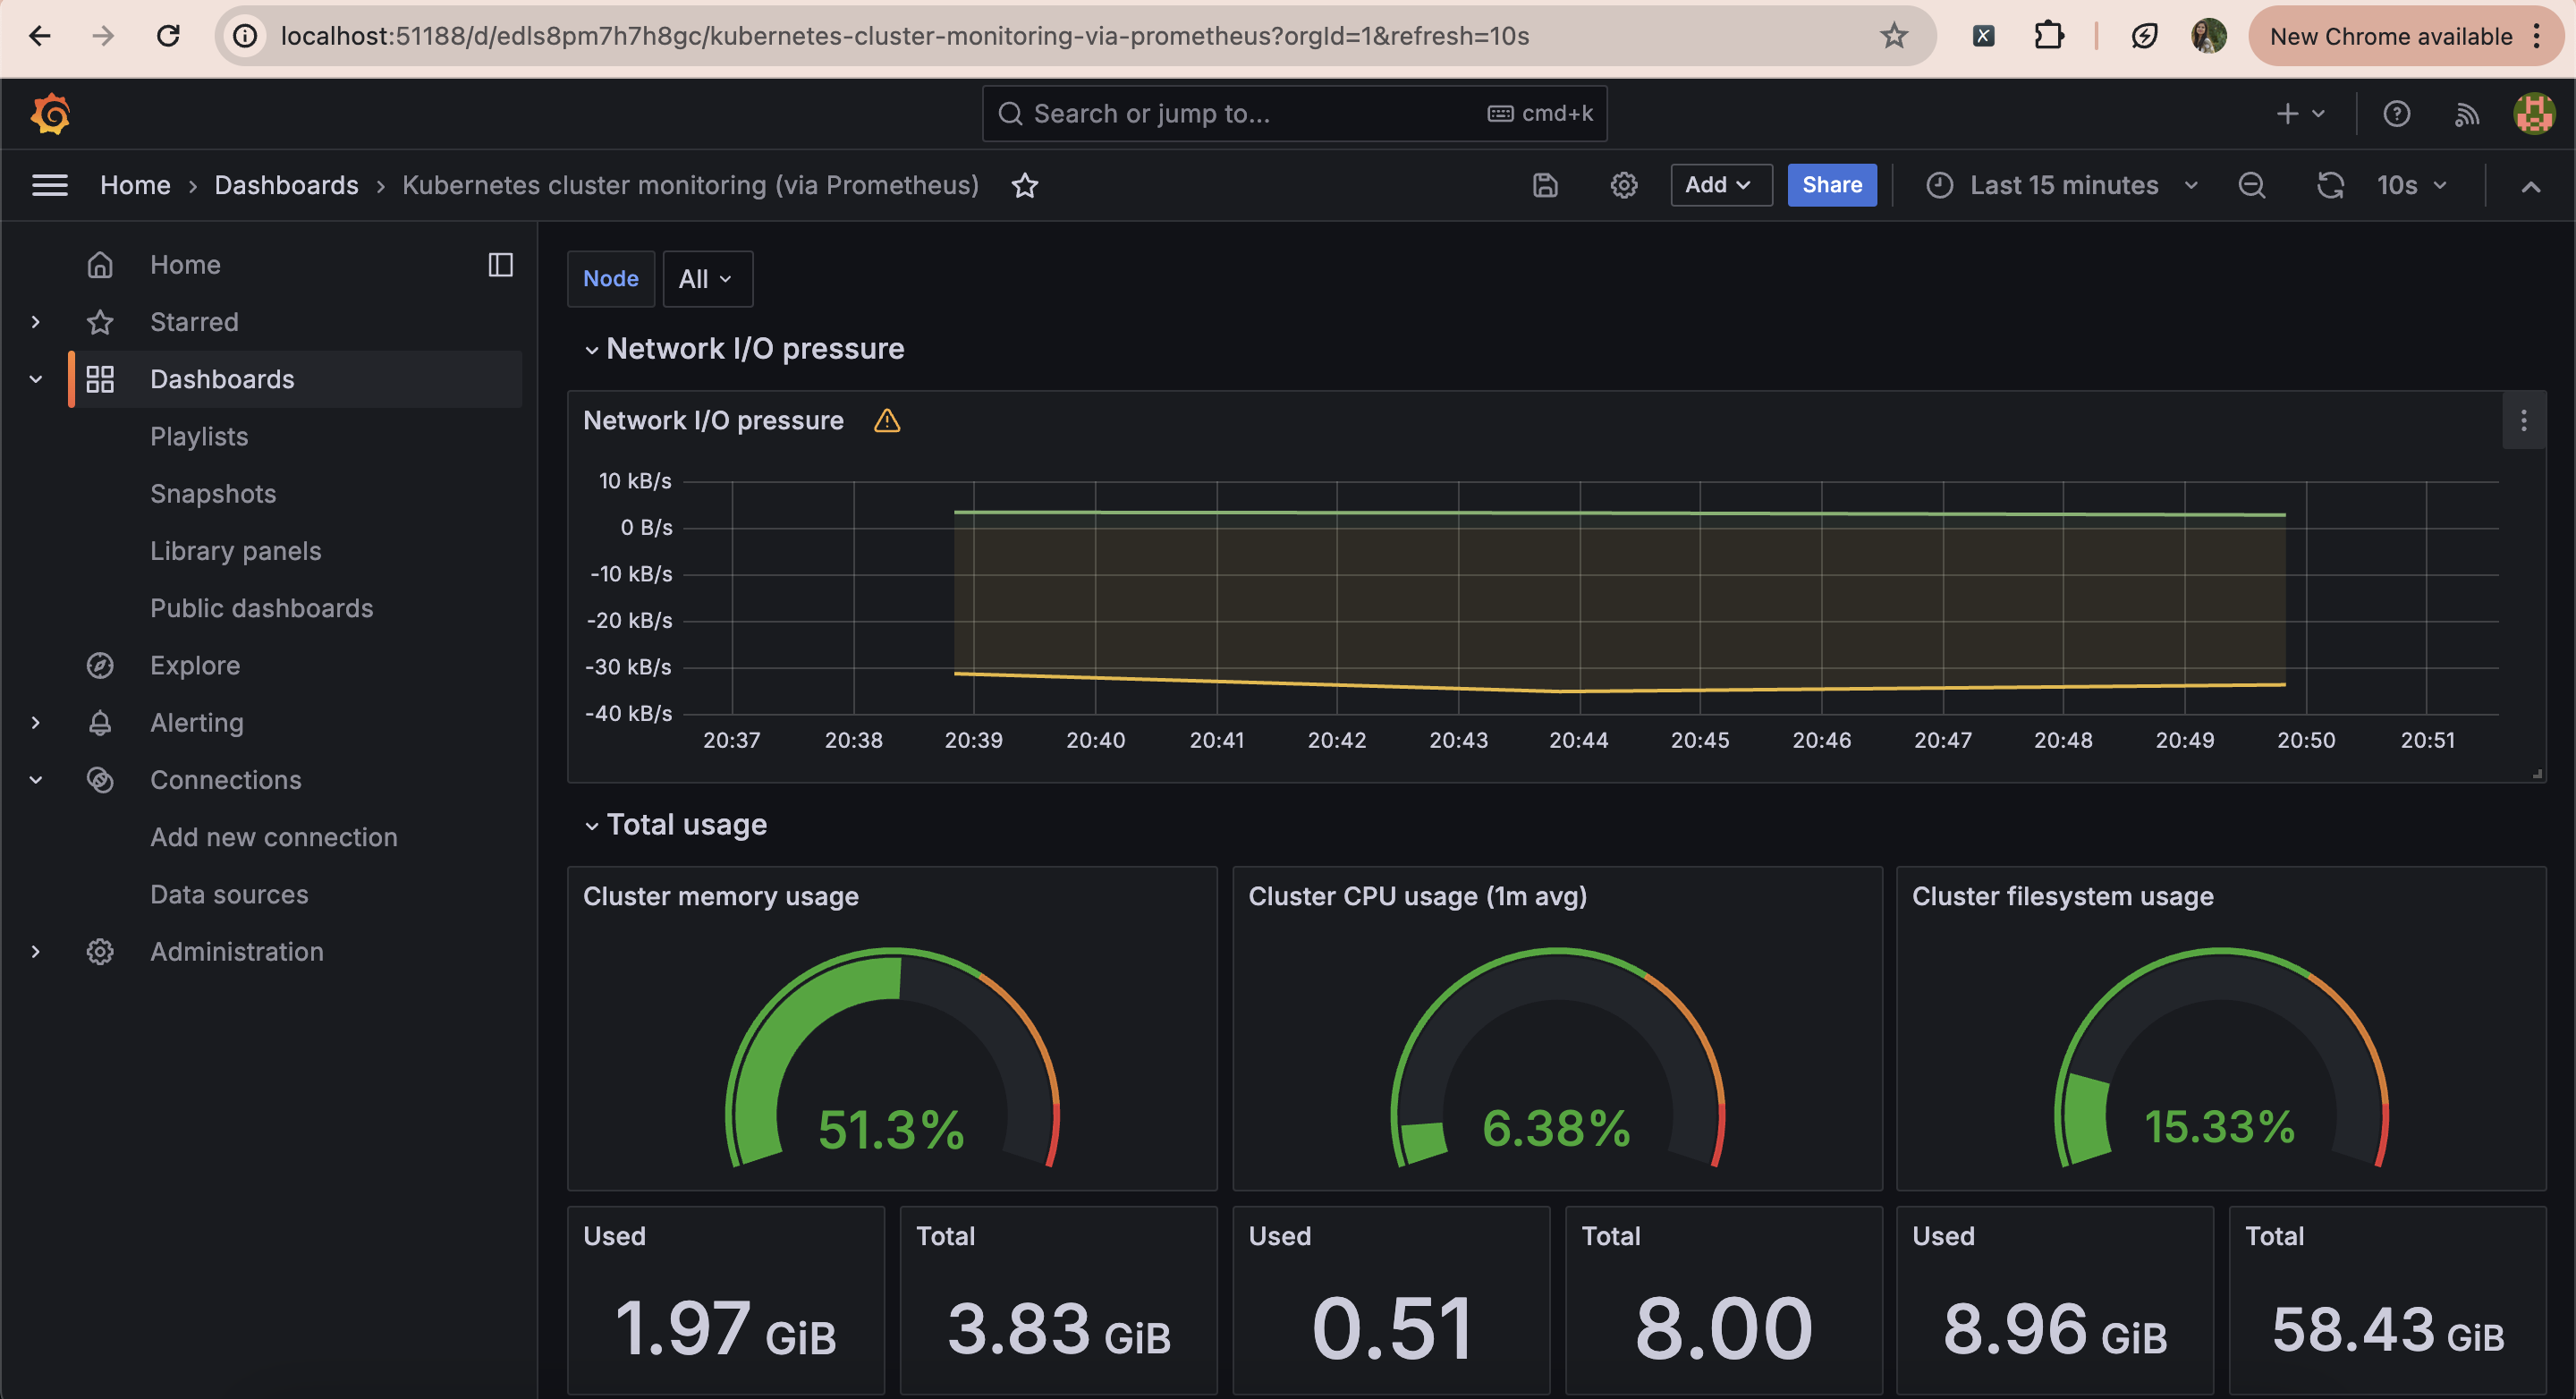 localhost:51188/d/edls8pm7h7h8gc/kubernetes-cluster-monitoring-via-prometheus?orgId=1&refresh=10s
New Chrome available
Search or jump to...
cmd+k
Home
Dashboards
Kubernetes cluster monitoring (via Prometheus)
Add
Share
Last 15 minutes
10s
Home
Starred
Dashboards
Playlists
Snapshots
Library panels
Public dashboards
Explore
Alerting
Connections
Add new connection
Data sources
Administration
Node
All
Network I/O pressure
Network I/O pressure
10 kB/s
0 B/s
-10 kB/s
-20 kB/s
-30 kB/s
-40 kB/s
20:37 20:38 20:39 20:40 20:41 20:42 20:43 20:44 20:45 20:46 20:47 20:48 20:49 20:50 20:51
Total usage
Cluster memory usage
51.3%
Cluster CPU usage (1m avg)
6.38%
Cluster filesystem usage
15.33%
Used
1.97 GiB
Total
3.83 GiB
Used
0.51
Total
8.00
Used
8.96 GiB
Total
58.43 GiB